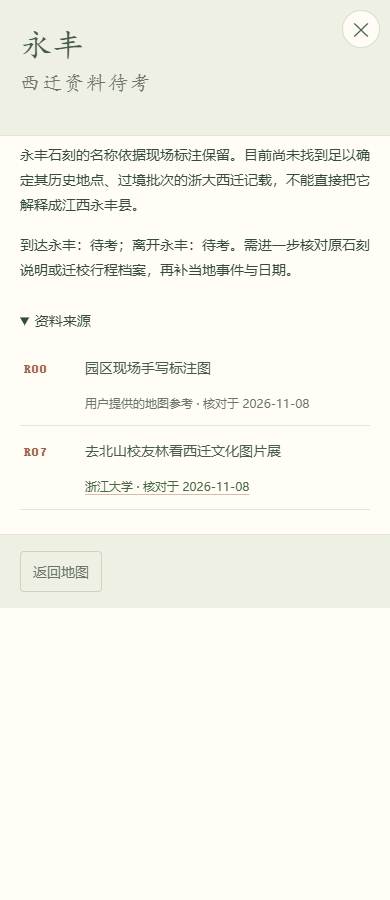 永丰
西迁资料待考
永丰石刻的名称依据现场标注保留。目前尚未找到足以确
定其历史地点、过境批次的浙大西迁记载，不能直接把它
解释成江西永丰县。
到达永丰：待考；离开永丰：待考。需进一步核对原石刻
说明或迁校行程档案，再补当地事件与日期。
▼ 资料来源
R00 园区现场手写标注图
用户提供的地图参考 · 核对于 2026-11-08
R07 去北山校友林看西迁文化图片展
浙江大学 · 核对于 2026-11-08
返回地图